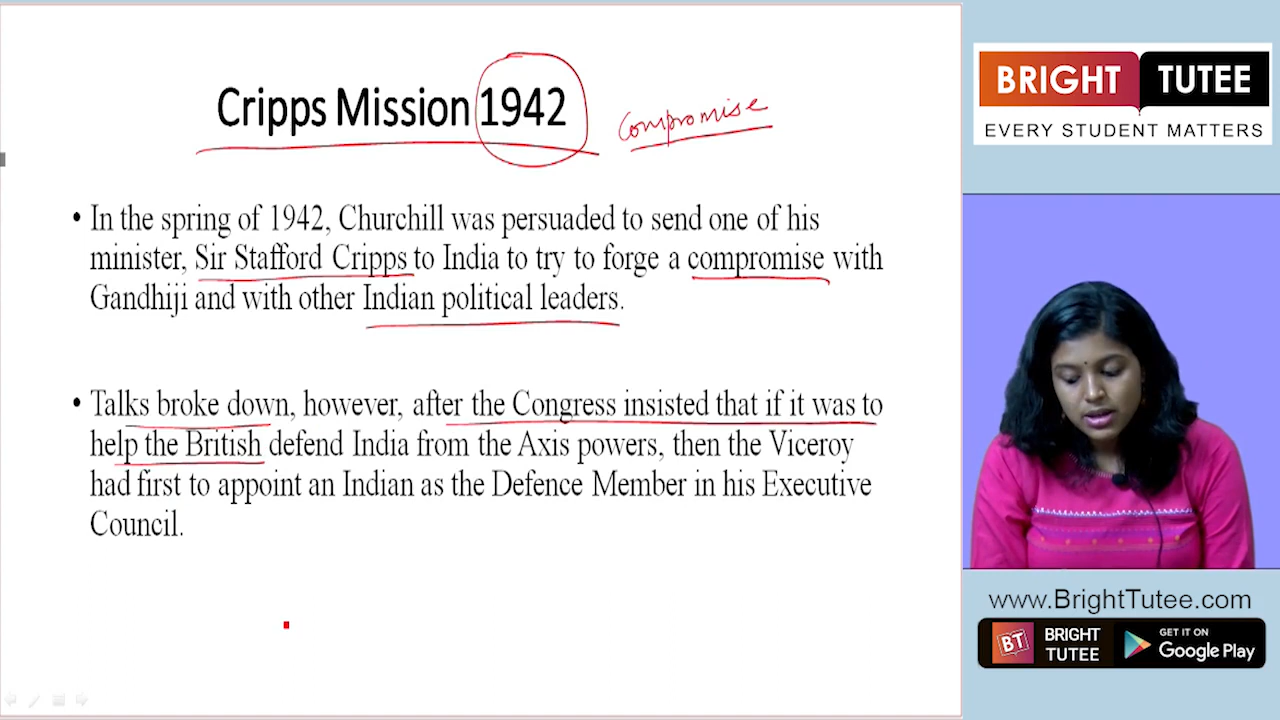 Cripps Mission 1942
compromise
• In the spring of 1942, Churchill was persuaded to send one of his
minister, Sir Stafford Cripps to India to try to forge a compromise with
Gandhiji and with other Indian political leaders.
• Talks broke down, however, after the Congress insisted that if it was to
help the British defend India from the Axis powers, then the Viceroy
had first to appoint an Indian as the Defence Member in his Executive
Council.
BRIGHT TUTEE
EVERY STUDENT MATTERS
www.BrightTutee.com
BT
BRIGHT
TUTEE
GET IT ON
Google Play